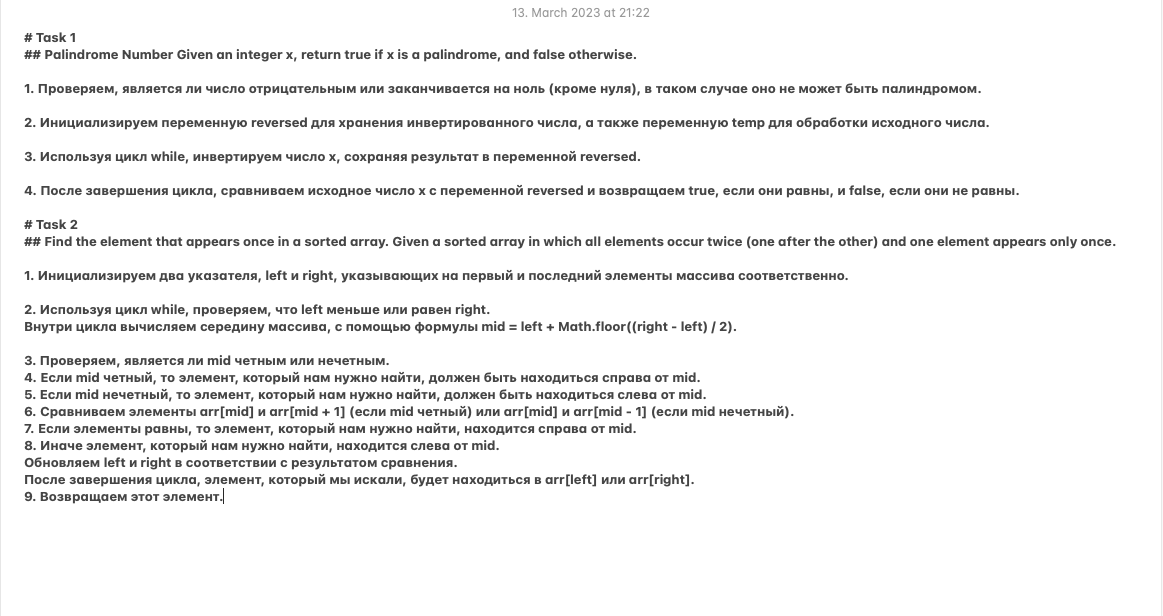 13. March 2023 at 21:22
# Task 1
## Palindrome Number Given an integer x, return true if x is a palindrome, and false otherwise.
1. Проверяем, является ли число отрицательным или заканчивается на ноль (кроме нуля), в таком случае оно не может быть палиндромом.
2. Инициализируем переменную reversed для хранения инвертированного числа, а также переменную temp для обработки исходного числа.
3. Используя цикл while, инвертируем число x, сохраняя результат в переменной reversed.
4. После завершения цикла, сравниваем исходное число x с переменной reversed и возвращаем true, если они равны, и false, если они не равны.
# Task 2
## Find the element that appears once in a sorted array. Given a sorted array in which all elements occur twice (one after the other) and one element appears only once.
1. Инициализируем два указателя, left и right, указывающих на первый и последний элементы массива соответственно.
2. Используя цикл while, проверяем, что left меньше или равен right.
Внутри цикла вычисляем середину массива, с помощью формулы mid = left + Math.floor((right - left) / 2).
3. Проверяем, является ли mid четным или нечетным.
4. Если mid четный, то элемент, который нам нужно найти, должен быть находиться справа от mid.
5. Если mid нечетный, то элемент, который нам нужно найти, должен быть находиться слева от mid.
6. Сравниваем элементы arr[mid] и arr[mid + 1] (если mid четный) или arr[mid] и arr[mid - 1] (если mid нечетный).
7. Если элементы равны, то элемент, который нам нужно найти, находится справа от mid.
8. Иначе элемент, который нам нужно найти, находится слева от mid.
Обновляем left и right в соответствии с результатом сравнения.
После завершения цикла, элемент, который мы искали, будет находиться в arr[left] или arr[right].
9. Возвращаем этот элемент.